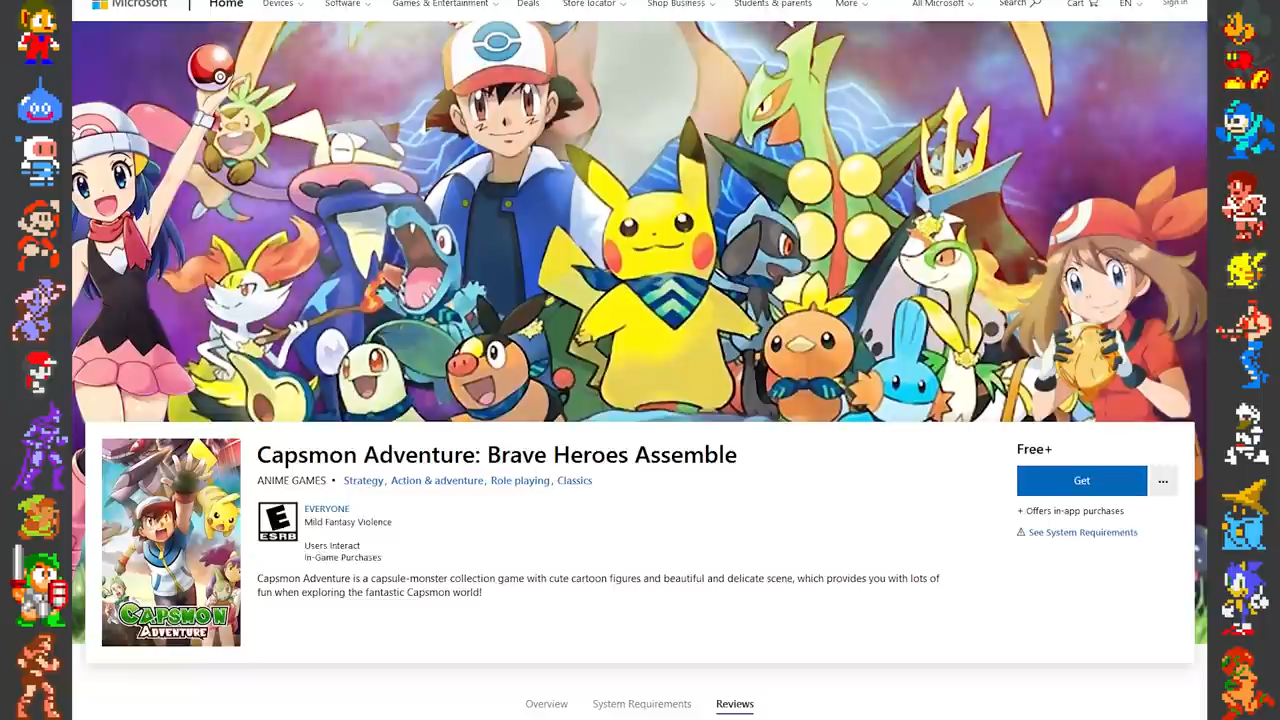 Microsoft Home Devices Software Games & Entertainment Deals Store locator Shop Business Students & parents More All Microsoft Search Cart EN Sign in
Capsmon Adventure: Brave Heroes Assemble
ANIME GAMES • Strategy, Action & adventure, Role playing, Classics
E
ESRB
EVERYONE
Mild Fantasy Violence
Users Interact
In-Game Purchases
Capsmon Adventure is a capsule-monster collection game with cute cartoon figures and beautiful and delicate scene, which provides you with lots of
fun when exploring the fantastic Capsmon world!
Free+
Get ...
+ Offers in-app purchases
See System Requirements
CAPSMON
ADVENTURE
Overview System Requirements Reviews